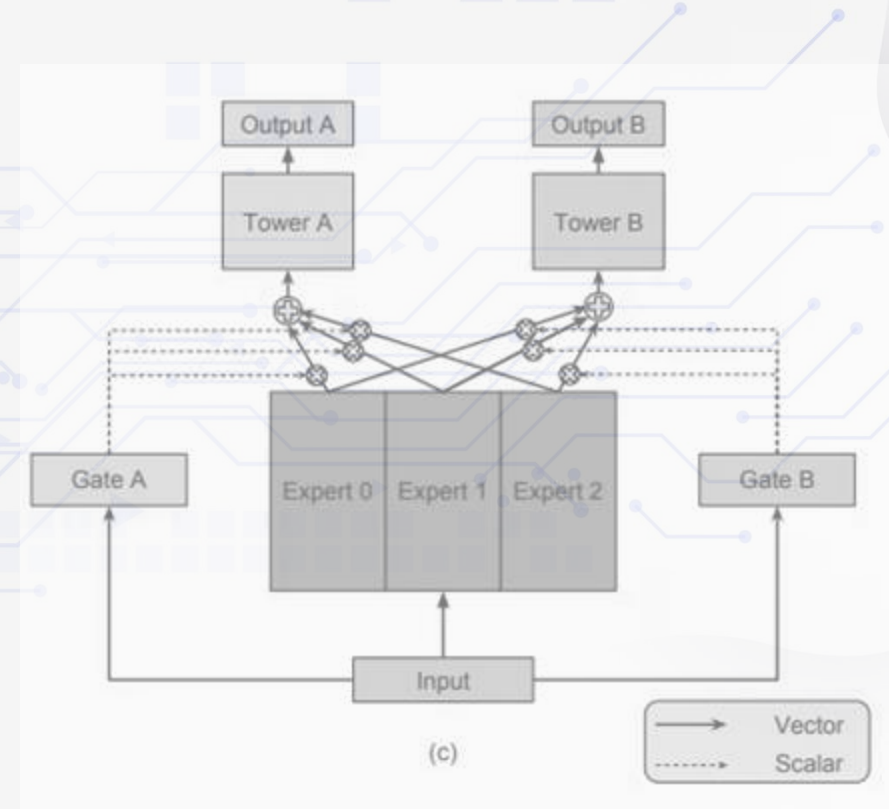 Output A
Output B
Tower A
Tower B
Gate A
Expert 0
Expert 1
Expert 2
Gate B
Input
(c)
Vector
Scalar